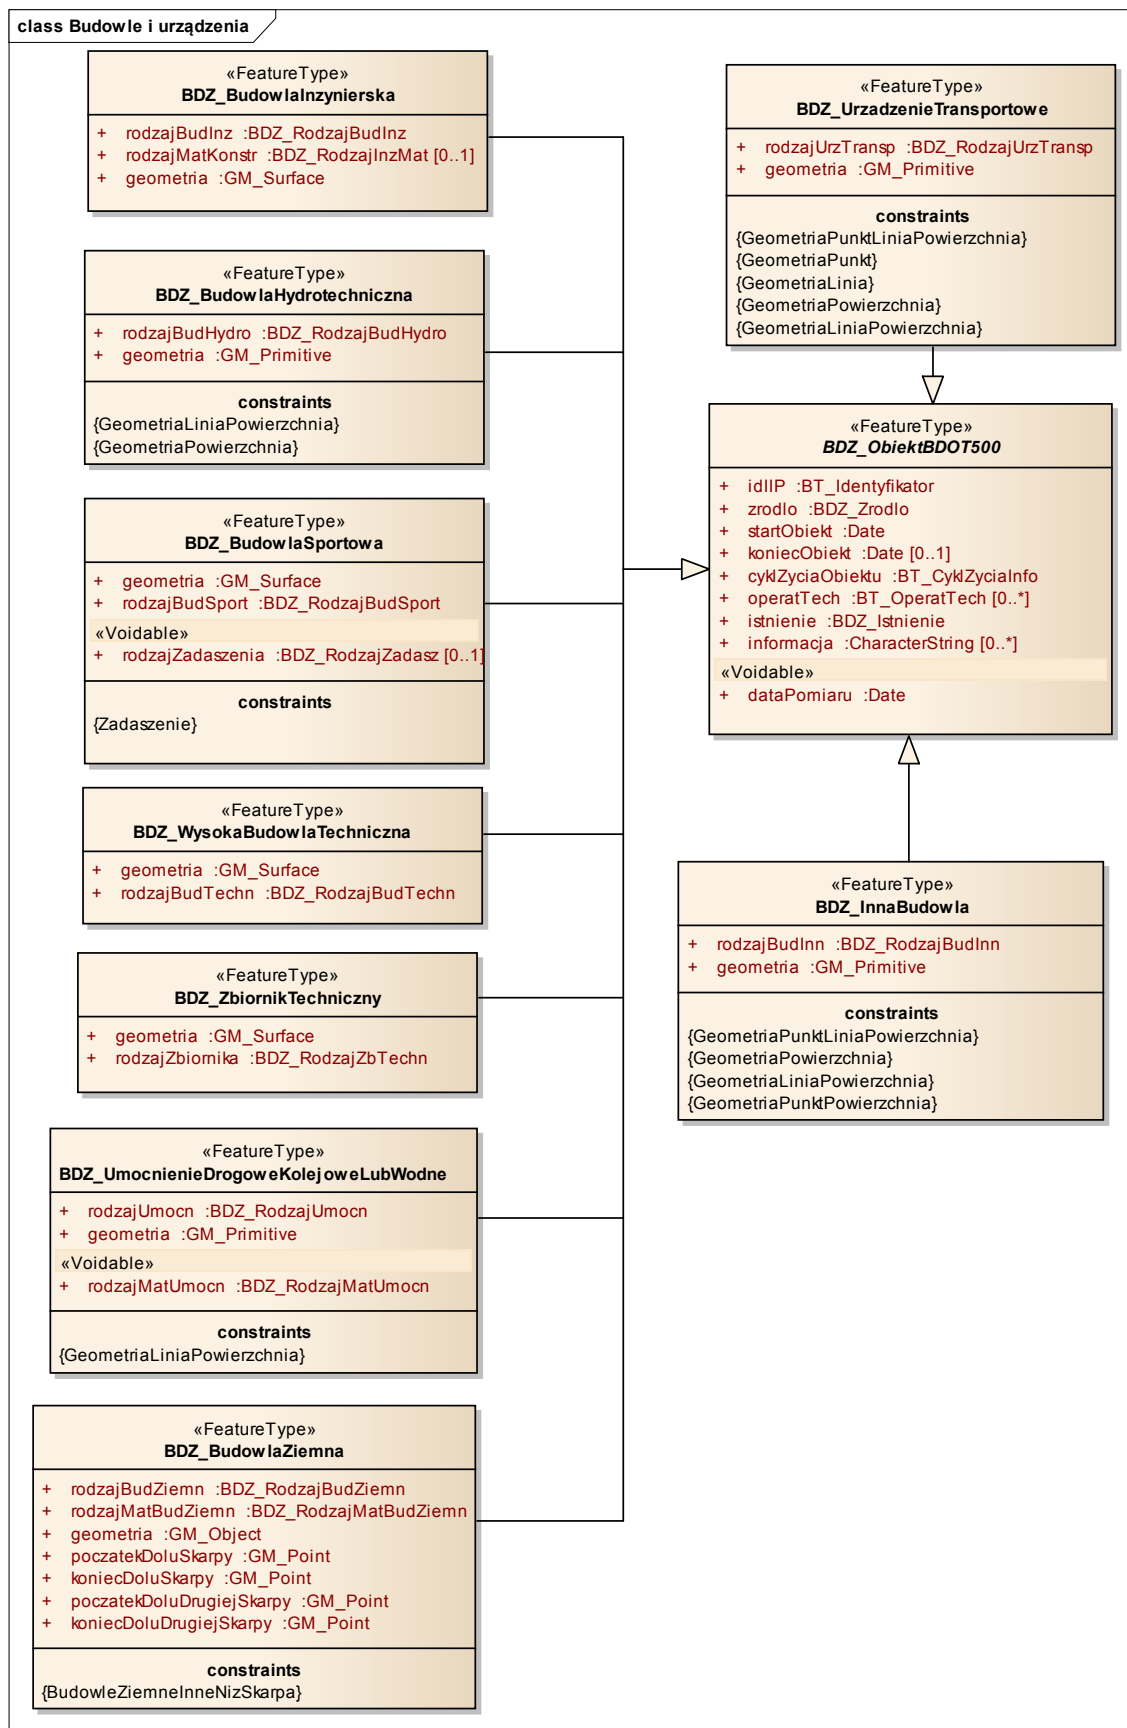 class Budowle i urządzenia
«FeatureType»
BDZ_BudowlaInzynierska
+ rodzajBudInz :BDZ_RodzajBudInz
+ rodzajMatKonstr :BDZ_RodzajInzMat [0..1]
+ geometria :GM_Surface
«FeatureType»
BDZ_BudowlaHydrotechniczna
+ rodzajBudHydro :BDZ_RodzajBudHydro
+ geometria :GM_Primitive
constraints
{GeometriaLiniaPowierzchnia}
{GeometriaPowierzchnia}
«FeatureType»
BDZ_BudowlaSportowa
+ geometria :GM_Surface
+ rodzajBudSport :BDZ_RodzajBudSport
«Voidable»
+ rodzajZadaszenia :BDZ_RodzajZadasz [0..1]
constraints
{Zadaszenie}
«FeatureType»
BDZ_WysokaBudowlaTechniczna
+ geometria :GM_Surface
+ rodzajBudTechn :BDZ_RodzajBudTechn
«FeatureType»
BDZ_ZbiornikTechniczny
+ geometria :GM_Surface
+ rodzajZbiornika :BDZ_RodzajZbTechn
«FeatureType»
BDZ_UmocnienieDrogoweKolejoweLubWodne
+ rodzajUmocn :BDZ_RodzajUmocn
+ geometria :GM_Primitive
«Voidable»
+ rodzajMatUmocn :BDZ_RodzajMatUmocn
constraints
{GeometriaLiniaPowierzchnia}
«FeatureType»
BDZ_BudowlaZiemna
+ rodzajBudZiemn :BDZ_RodzajBudZiemn
+ rodzajMatBudZiemn :BDZ_RodzajMatBudZiemn
+ geometria :GM_Object
+ poczatekDoluSkarpy :GM_Point
+ koniecDoluSkarpy :GM_Point
+ poczatekDoluDrugiejSkarpy :GM_Point
+ koniecDoluDrugiejSkarpy :GM_Point
constraints
{BudowleZiemneInneNizSkarpa}
«FeatureType»
BDZ_UrzadzenieTransportowe
+ rodzajUrzTransp :BDZ_RodzajUrzTransp
+ geometria :GM_Primitive
constraints
{GeometriaPunktLiniaPowierzchnia}
{GeometriaPunkt}
{GeometriaLinia}
{GeometriaPowierzchnia}
{GeometriaLiniaPowierzchnia}
«FeatureType»
BDZ_ObiektBDOT500
+ idIIP :BT_Identyfikator
+ zrodlo :BDZ_Zrodlo
+ startObiekt :Date
+ koniecObiekt :Date [0..1]
+ cyklZyciaObiektu :BT_CyklZyciaInfo
+ operatTech :BT_OperatTech [0..*]
+ istnienie :BDZ_Istnienie
+ informacja :CharacterString [0..*]
«Voidable»
+ dataPomiaru :Date
«FeatureType»
BDZ_InnaBudowla
+ rodzajBudInn :BDZ_RodzajBudInn
+ geometria :GM_Primitive
constraints
{GeometriaPunktLiniaPowierzchnia}
{GeometriaPowierzchnia}
{GeometriaLiniaPowierzchnia}
{GeometriaPunktPowierzchnia}